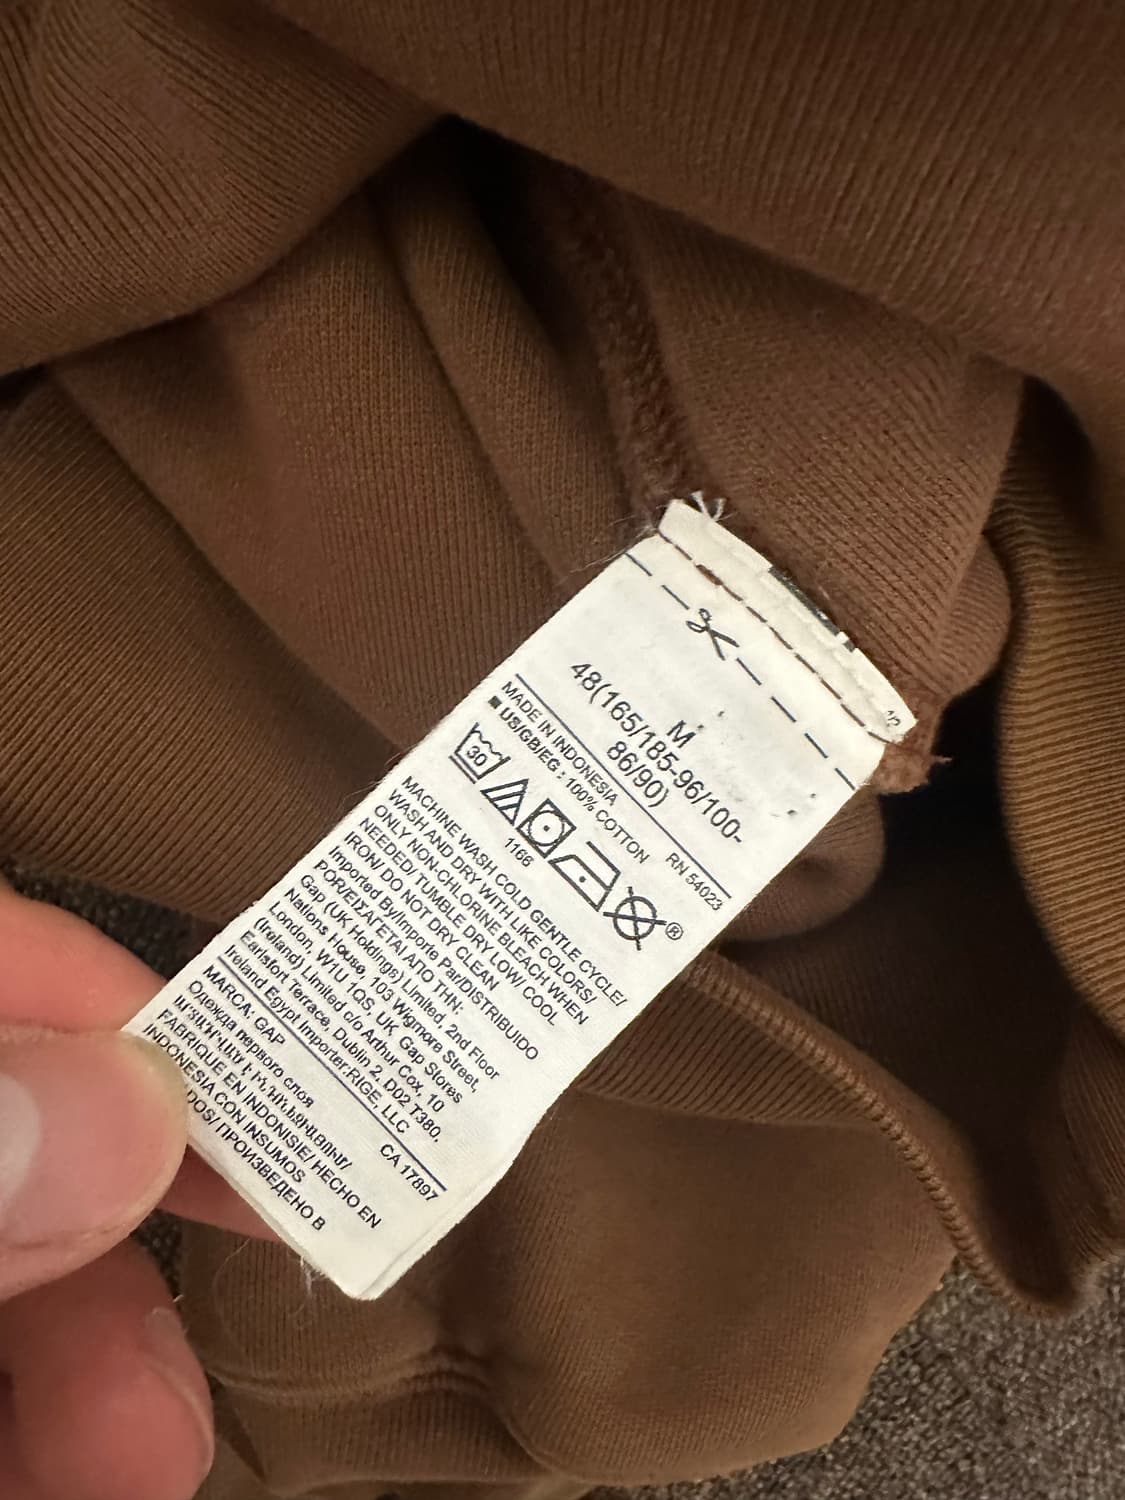 1/2
M
48(165/185-96/100-
86/90)
MADE IN INDONESIA RN 54023
US/GB/EG : 100% COTTON
30
®
1166
MACHINE WASH COLD GENTLE CYCLE/
WASH AND DRY WITH LIKE COLORS/
ONLY NON-CHLORINE BLEACH WHEN
NEEDED/ TUMBLE DRY LOW/ COOL
IRON/ DO NOT DRY CLEAN
Imported By/Importe Par/DISTRIBUIDO
POR/ΕΙΣΑΓΕΤΑΙ ΑΠΟ ΤΗΝ:
Gap (UK Holdings) Limited, 2nd Floor
Nations House, 103 Wigmore Street,
London, W1U 1QS, UK, Gap Stores
(Ireland) Limited c/o Arthur Cox, 10
Earlsfort Terrace, Dublin 2, D02 T380,
Ireland Egypt Importer:RIGE, LLC
MARCA: GAP CA 17897
Одежда первого слоя
FABRIQUE EN INDONISIE/ HECHO EN
INDONESIA CON INSUMOS
ПРОИЗВЕДЕНО В